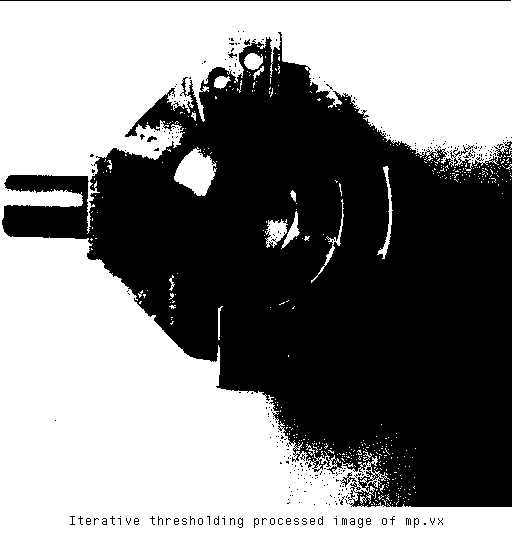 Iterative thresholding processed image of mp.vx